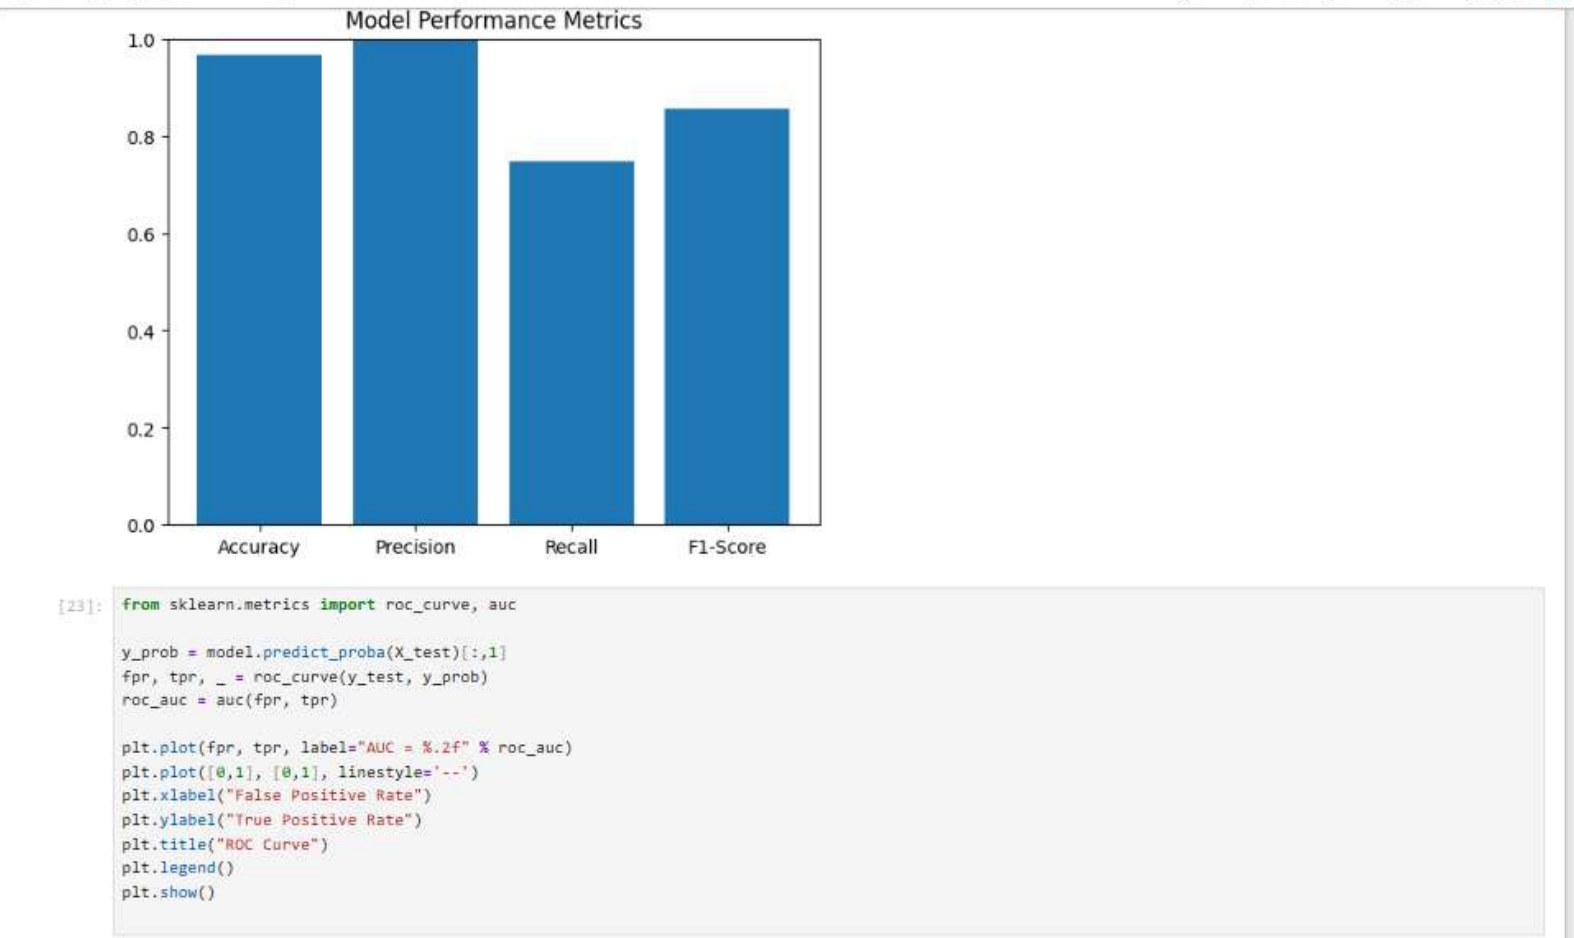 Model Performance Metrics
1.0
0.8
0.6
0.4
0.2
0.0
Accuracy Precision Recall F1-Score
[23]:
from sklearn.metrics import roc_curve, auc
y_prob = model.predict_proba(X_test)[:,1]
fpr, tpr, _ = roc_curve(y_test, y_prob)
roc_auc = auc(fpr, tpr)
plt.plot(fpr, tpr, label="AUC = %.2f" % roc_auc)
plt.plot([0,1], [0,1], linestyle='--')
plt.xlabel("False Positive Rate")
plt.ylabel("True Positive Rate")
plt.title("ROC Curve")
plt.legend()
plt.show()